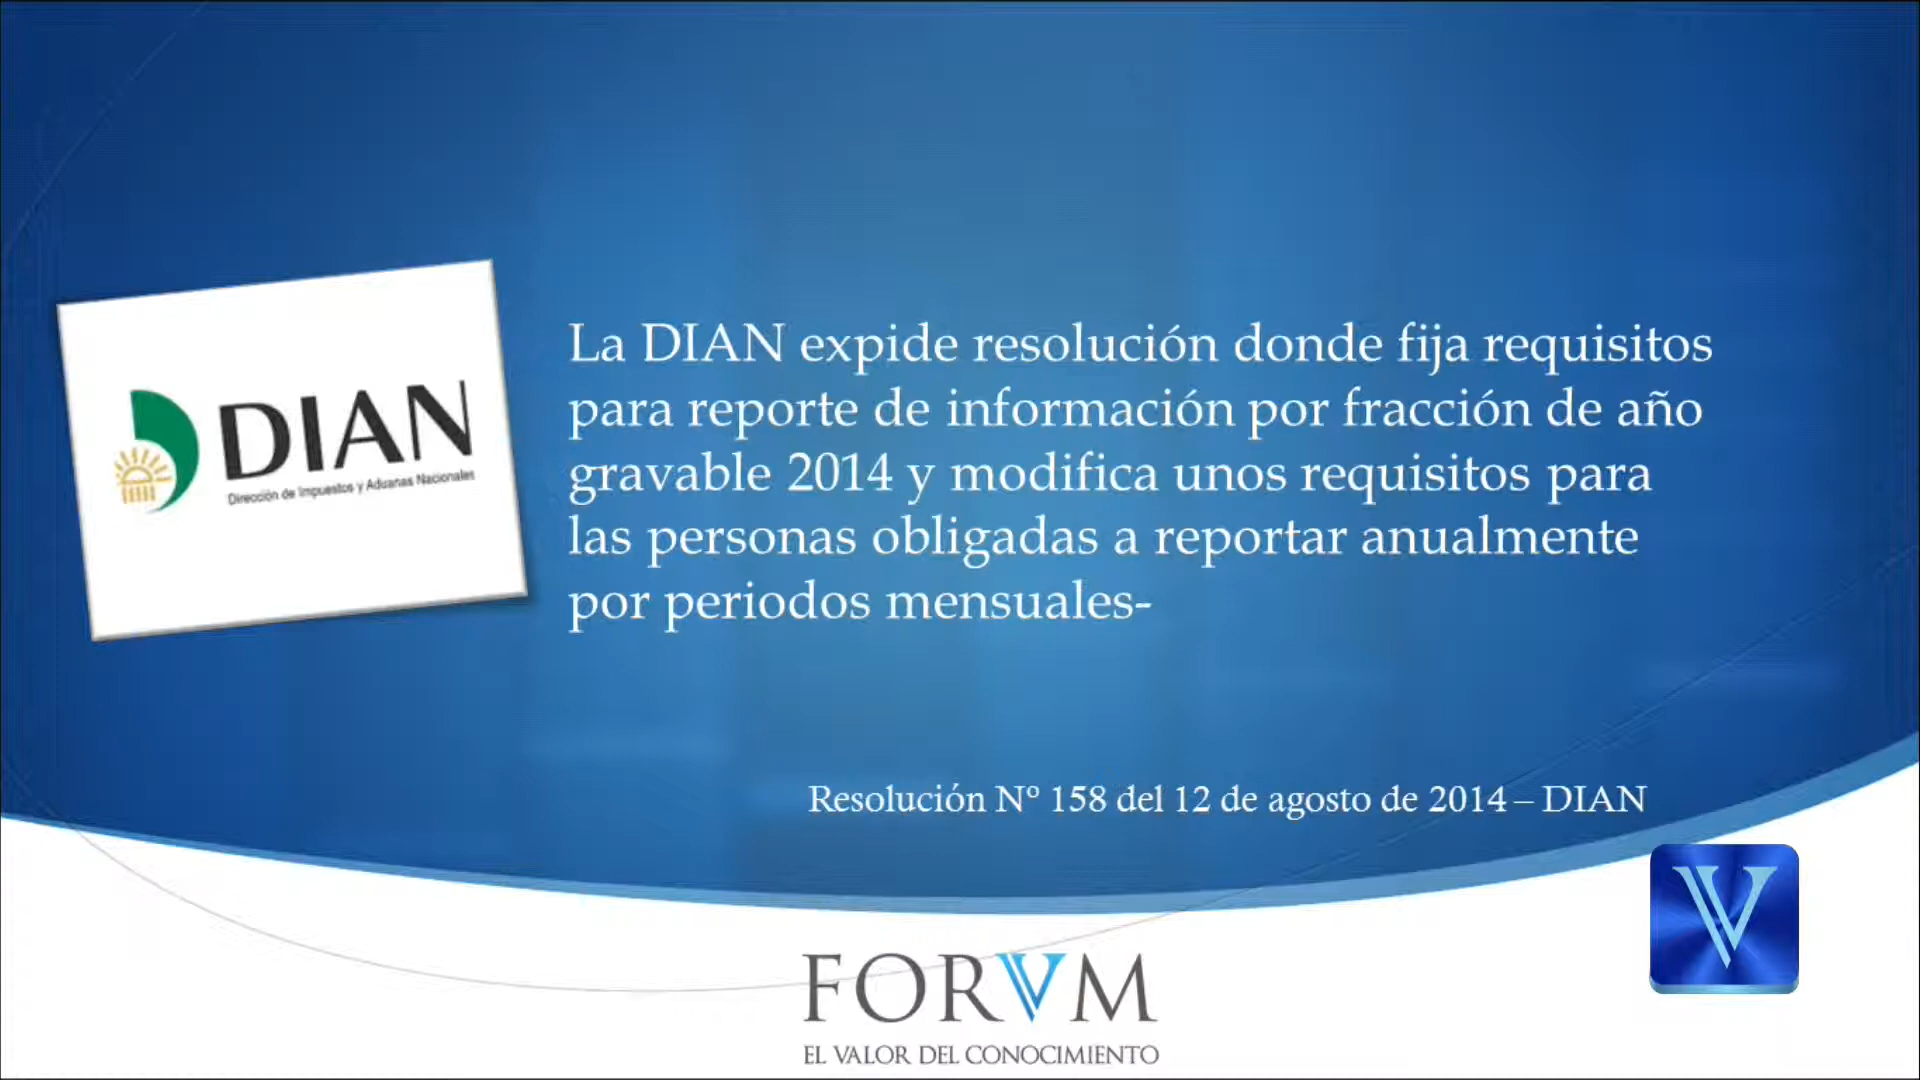 DIAN
Dirección de Impuestos y Aduanas Nacionales
La DIAN expide resolución donde fija requisitos
para reporte de información por fracción de año
gravable 2014 y modifica unos requisitos para
las personas obligadas a reportar anualmente
por periodos mensuales-
Resolución Nº 158 del 12 de agosto de 2014 – DIAN
V
FORVM
EL VALOR DEL CONOCIMIENTO